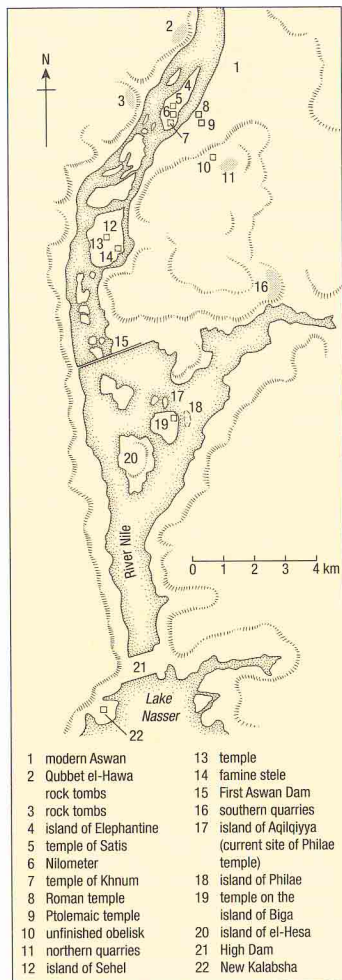 N
2
1
3
4
5
6
8
9
7
10
11
12
13
14
16
15
17
18
19
20
River Nile
0 1 2 3 4 km
21
Lake
Nasser
22
1 modern Aswan
2 Qubbet el-Hawa
rock tombs
3 rock tombs
4 island of Elephantine
5 temple of Satis
6 Nilometer
7 temple of Khnum
8 Roman temple
9 Ptolemaic temple
10 unfinished obelisk
11 northern quarries
12 island of Sehel
13 temple
14 famine stele
15 First Aswan Dam
16 southern quarries
17 island of Aqilqiyya
(current site of Philae
temple)
18 island of Philae
19 temple on the
island of Biga
20 island of el-Hesa
21 High Dam
22 New Kalabsha